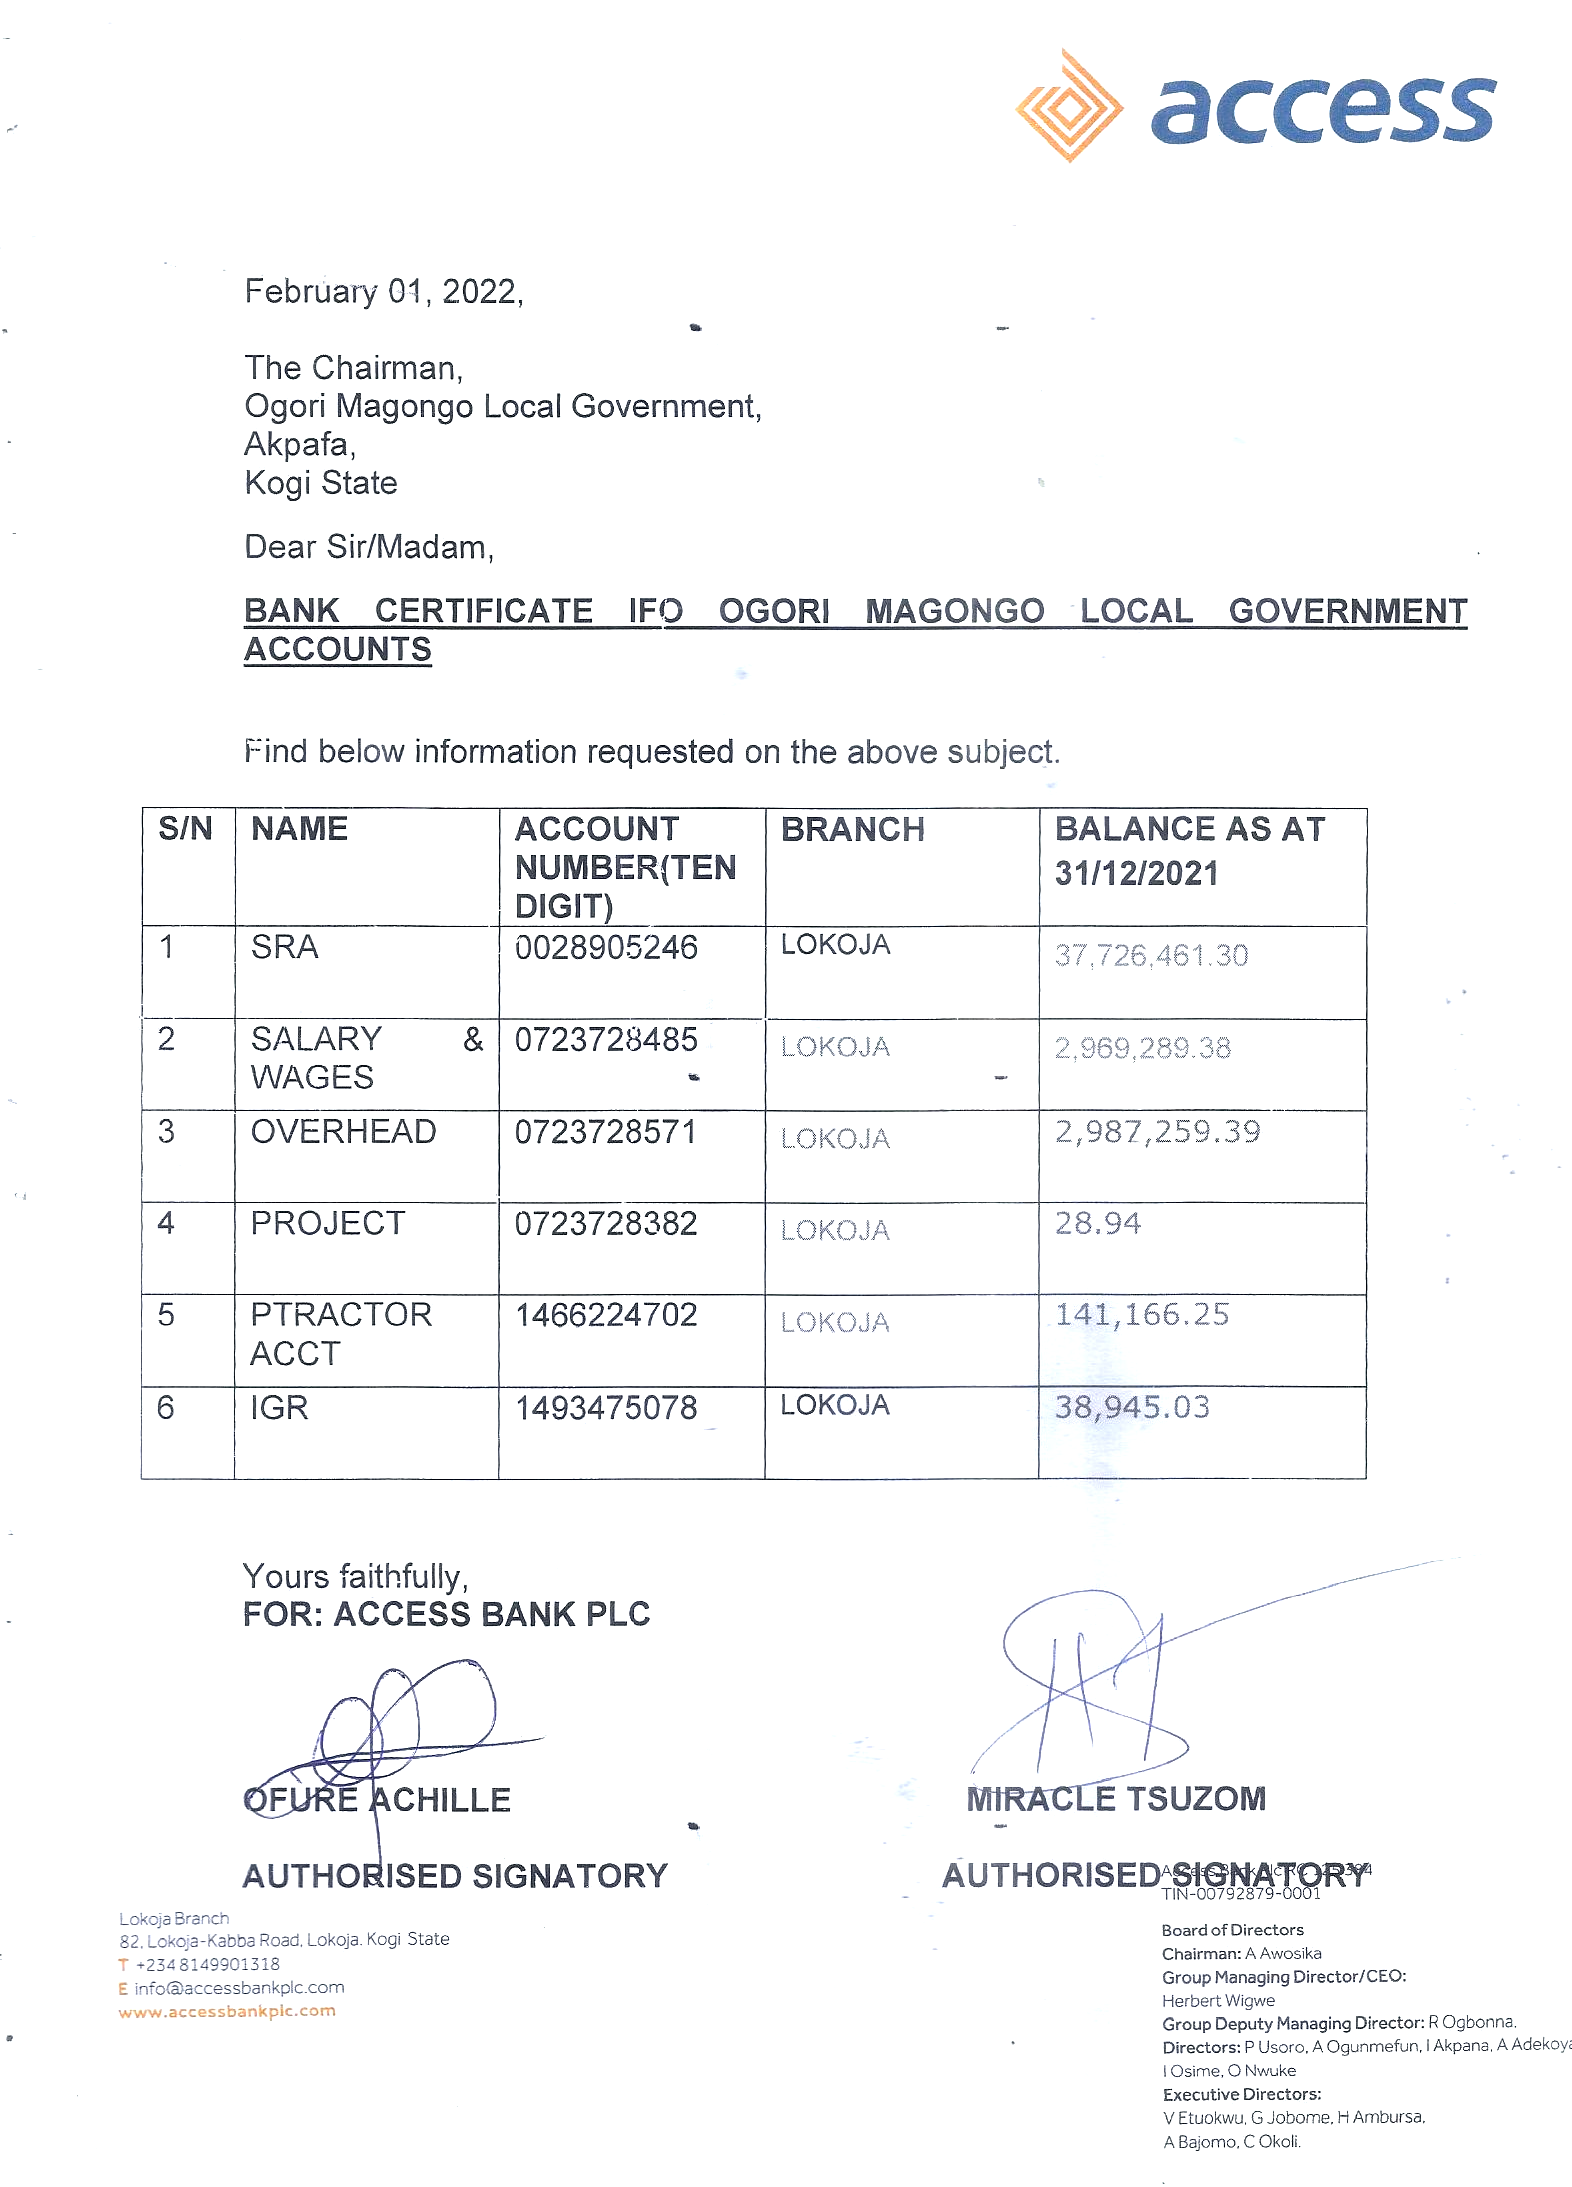 access
February 01, 2022,
The Chairman,
Ogori Magongo Local Government,
Akpafa,
Kogi State
Dear Sir/Madam,
BANK CERTIFICATE IFO OGORI MAGONGO LOCAL GOVERNMENT
ACCOUNTS
Find below information requested on the above subject.
S/N NAME ACCOUNT NUMBER(TEN DIGIT) BRANCH BALANCE AS AT 31/12/2021
1 SRA 0028905246 LOKOJA 37,726,461.30
2 SALARY & WAGES 0723728485 LOKOJA 2,969,289.38
3 OVERHEAD 0723728571 LOKOJA 2,987,259.39
4 PROJECT 0723728382 LOKOJA 28.94
5 PTRACTOR ACCT 1466224702 LOKOJA 141,166.25
6 IGR 1493475078 LOKOJA 38,945.03
Yours faithfully,
FOR: ACCESS BANK PLC
OFURE ACHILLE MIRACLE TSUZOM
AUTHORISED SIGNATORY AUTHORISED SIGNATORY
Lokoja Branch
82, Lokoja-Kabba Road, Lokoja. Kogi State
T +234 8149901318
E info@accessbankplc.com
www.accessbankplc.com
Access Bank Plc RC 125 384
TIN-00792879-0001
Board of Directors
Chairman: A Awosika
Group Managing Director/CEO:
Herbert Wigwe
Group Deputy Managing Director: R Ogbonna.
Directors: P Usoro, A Ogunmefun, I Akpana, A Adekoya
I Osime, O Nwuke
Executive Directors:
V Etuokwu, G Jobome, H Ambursa,
A Bajomo, C Okoli.